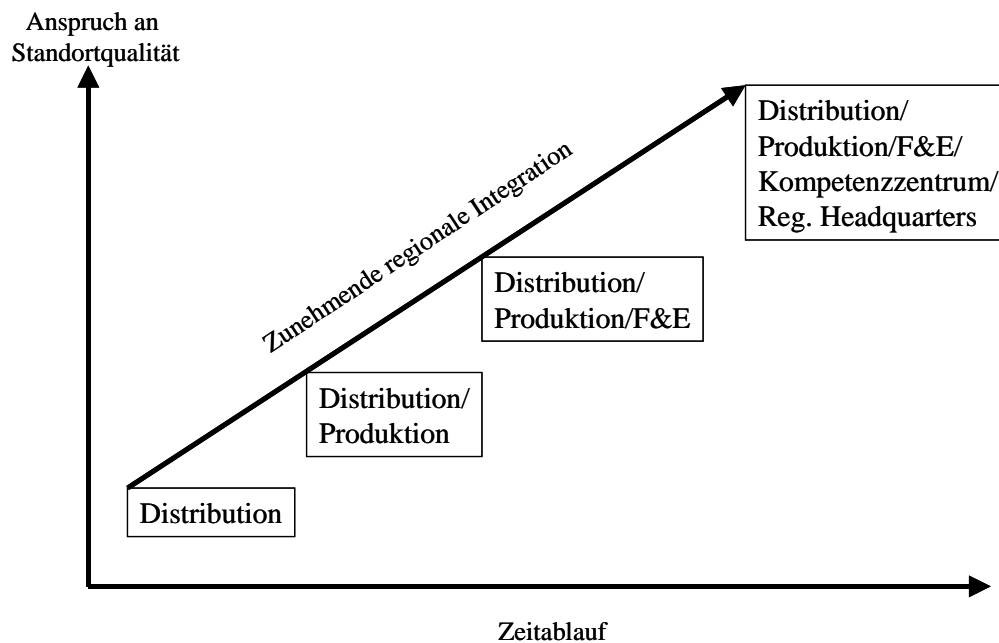 Anspruch an
Standortqualität
Distribution/
Produktion/F&E/
Kompetenzzentrum/
Reg. Headquarters
Zunehmende regionale Integration
Distribution/
Produktion/F&E
Distribution/
Produktion
Distribution
Zeitablauf